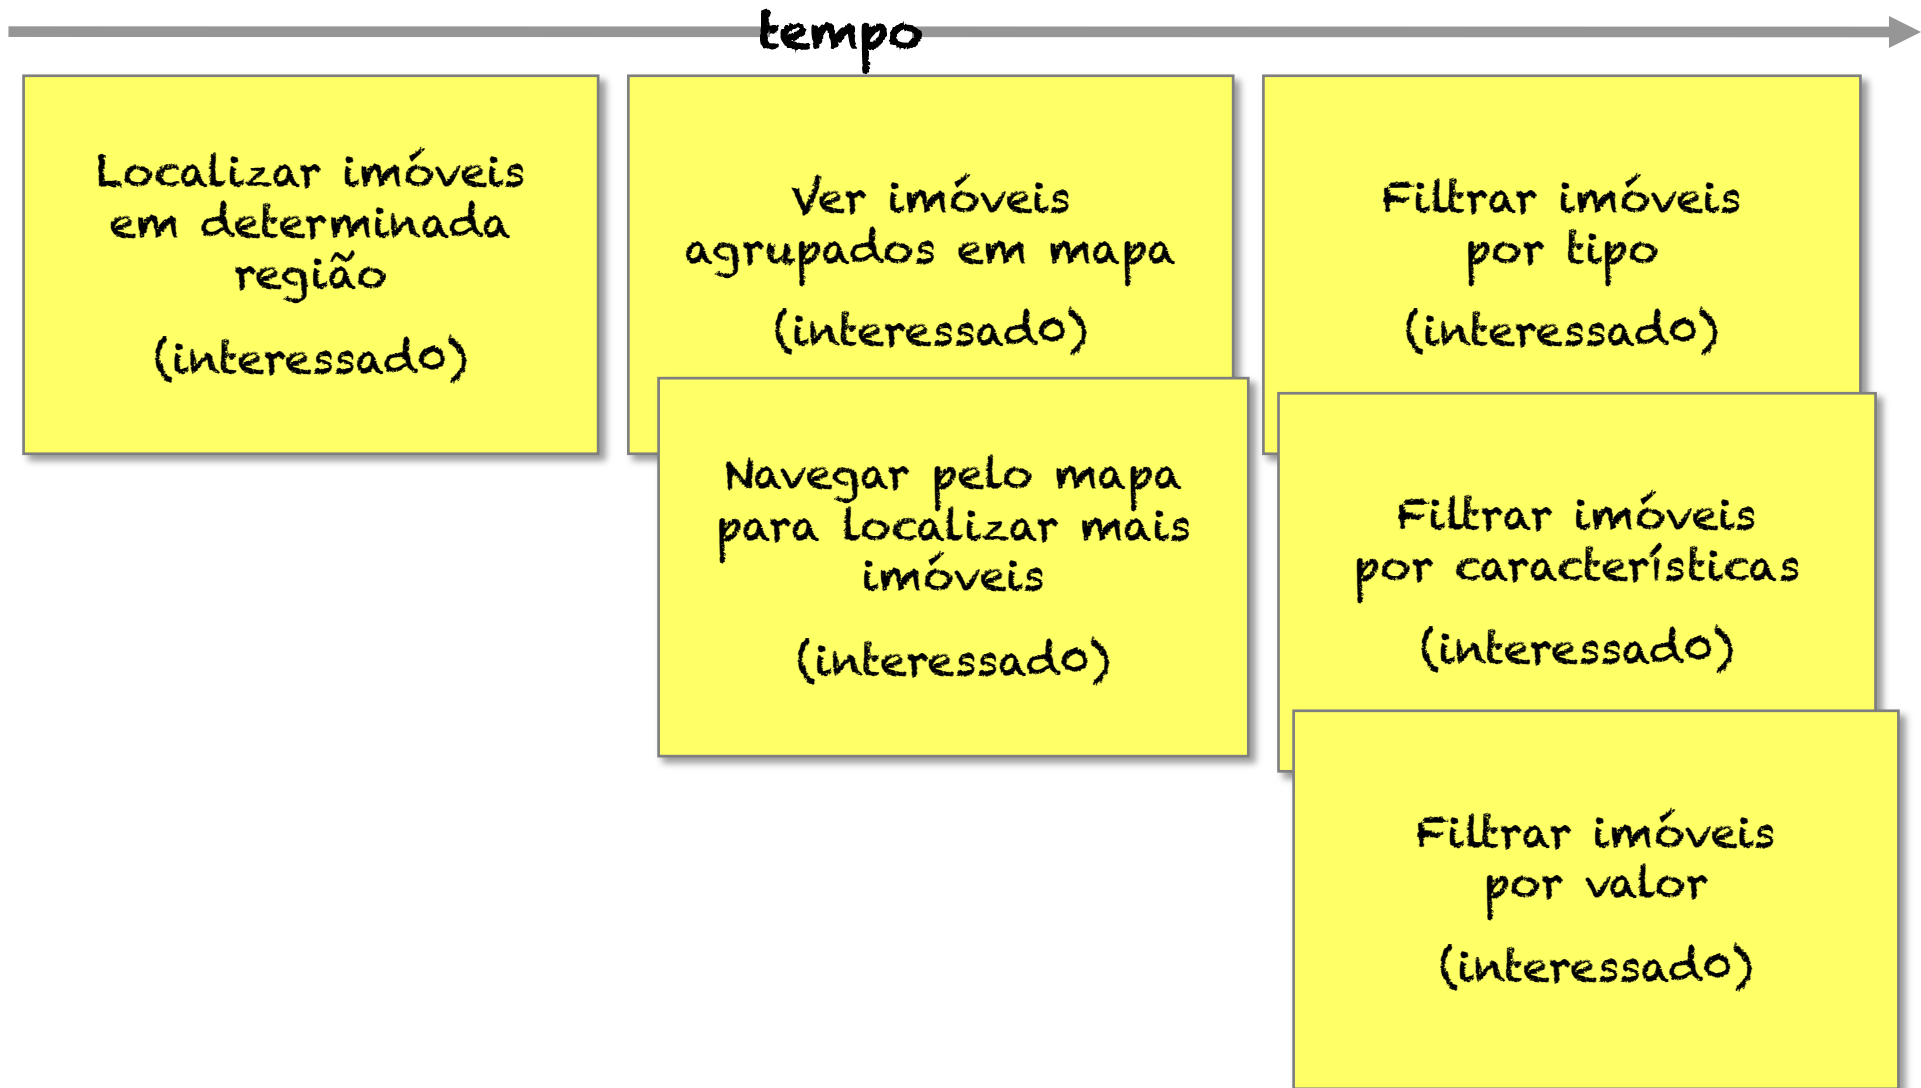 tempo
Localizar imóveis
em determinada
região
(interessado)
Ver imóveis
agrupados em mapa
(interessado)
Navegar pelo mapa
para localizar mais
imóveis
(interessado)
Filtrar imóveis
por tipo
(interessado)
Filtrar imóveis
por características
(interessado)
Filtrar imóveis
por valor
(interessado)